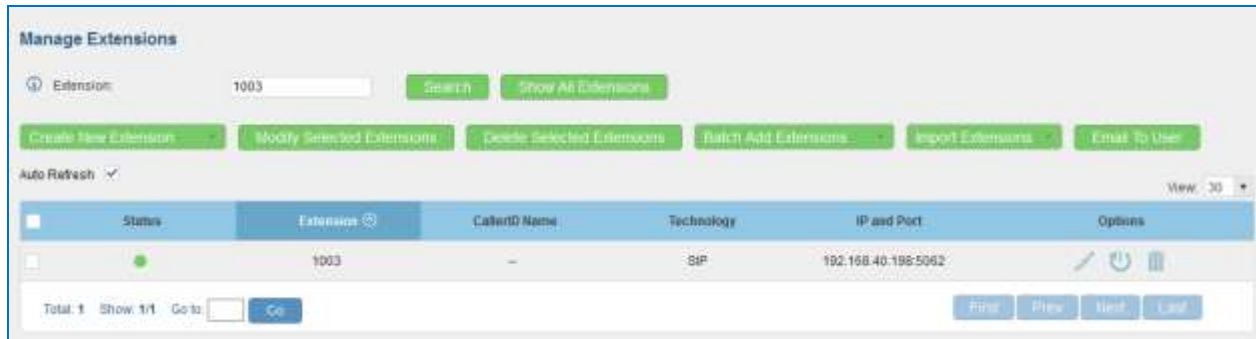 Manage Extensions
Extension: 1003 Search Show All Extensions
Create New Extension Modify Selected Extensions Delete Selected Extensions Batch Add Extensions Import Extensions Email To User
Auto Refresh
View: 30
Status Extension CallerID Name Technology IP and Port Options
1003 -- SIP 192.168.40.198:5062
Total: 1 Show: 1/1 Go to: Go First Prev Next Last